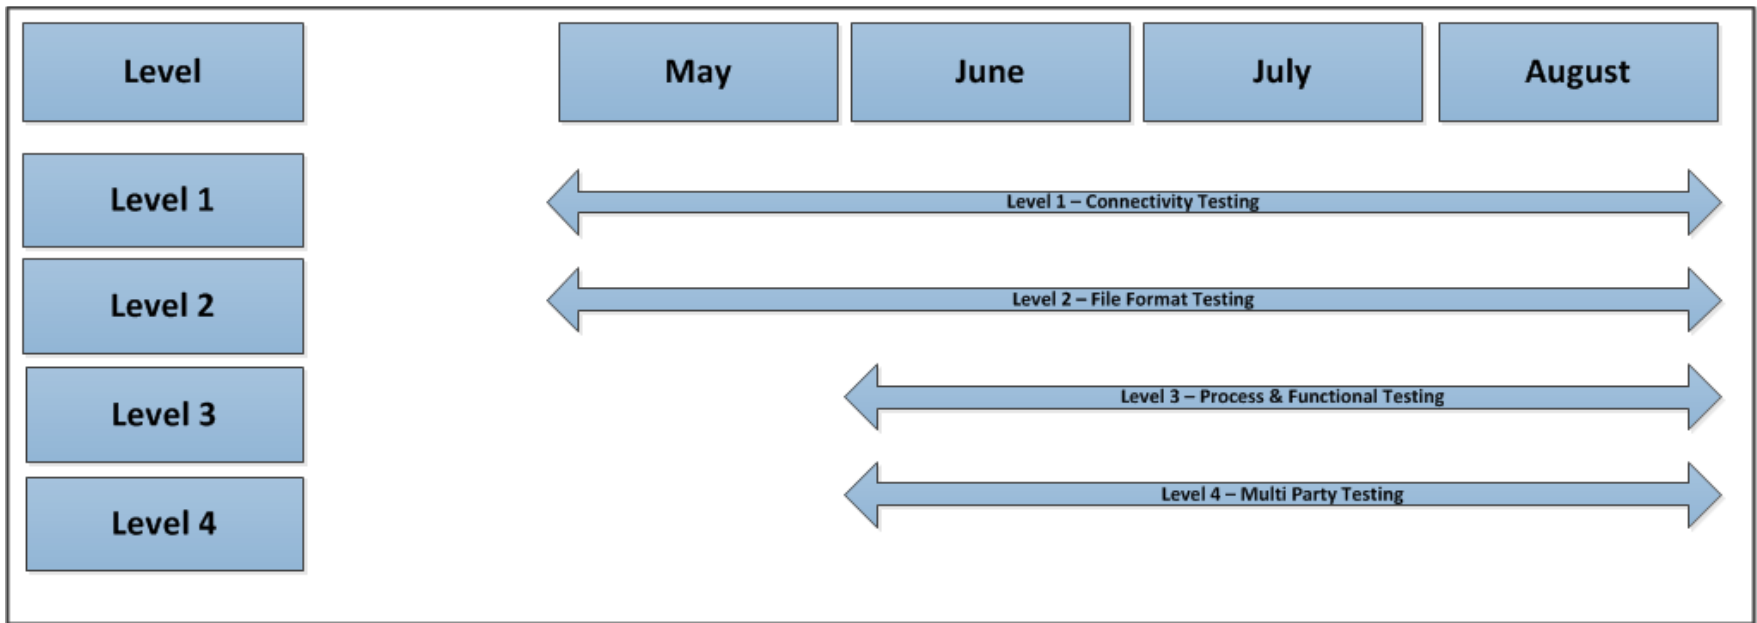 Level
May
June
July
August
Level 1
Level 1 – Connectivity Testing
Level 2
Level 2 – File Format Testing
Level 3
Level 3 – Process & Functional Testing
Level 4
Level 4 – Multi Party Testing